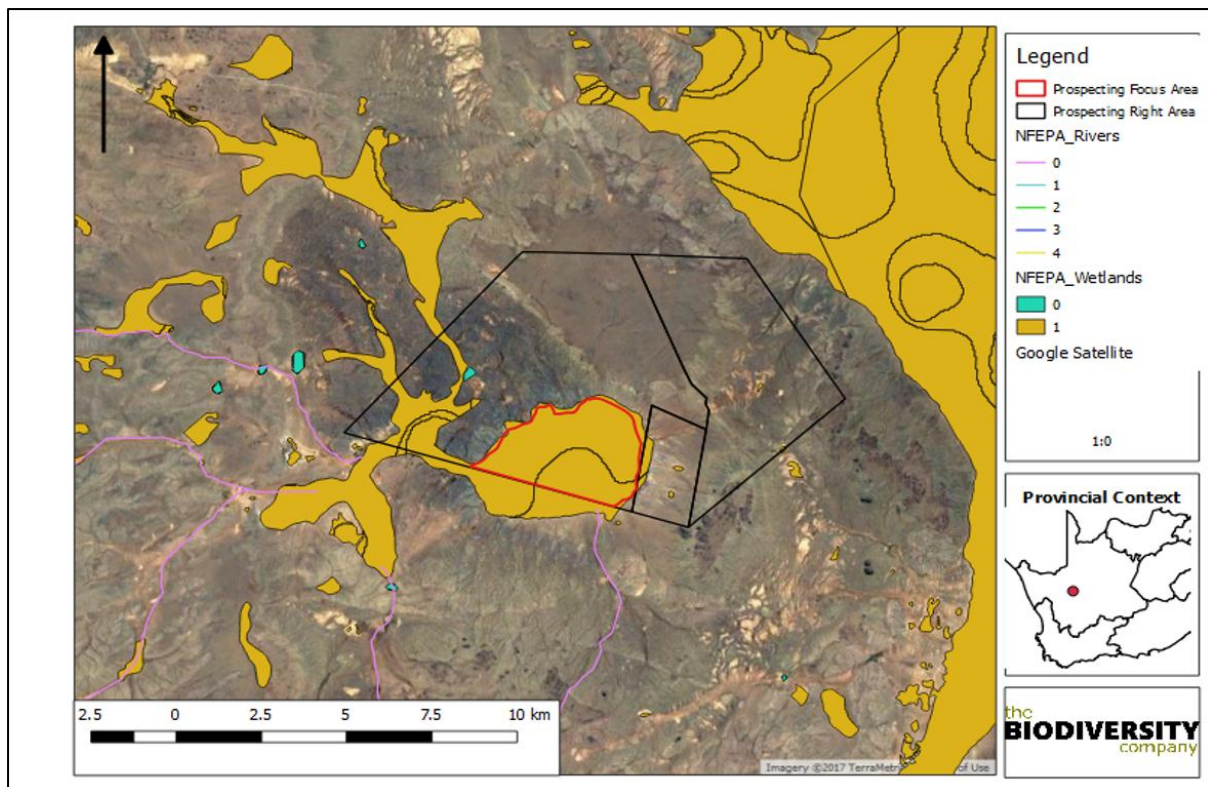 Legend
Prospecting Focus Area
Prospecting Right Area
NFEPA_Rivers
0
1
2
3
4
NFEPA_Wetlands
0
1
Google Satellite
1:0
Provincial Context
2.5 0 2.5 5 7.5 10 km
Imagery ©2017 TerraMetr of Use
the
BIODIVERSITY
company